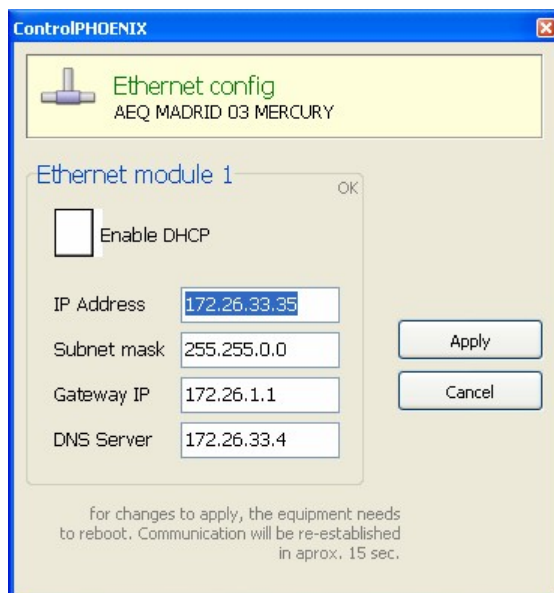 ControlPHOENIX
Ethernet config
AEQ MADRID 03 MERCURY
Ethernet module 1
OK
Enable DHCP
IP Address 172.26.33.35
Subnet mask 255.255.0.0
Gateway IP 172.26.1.1
DNS Server 172.26.33.4
Apply
Cancel
for changes to apply, the equipment needs
to reboot. Communication will be re-established
in aprox. 15 sec.